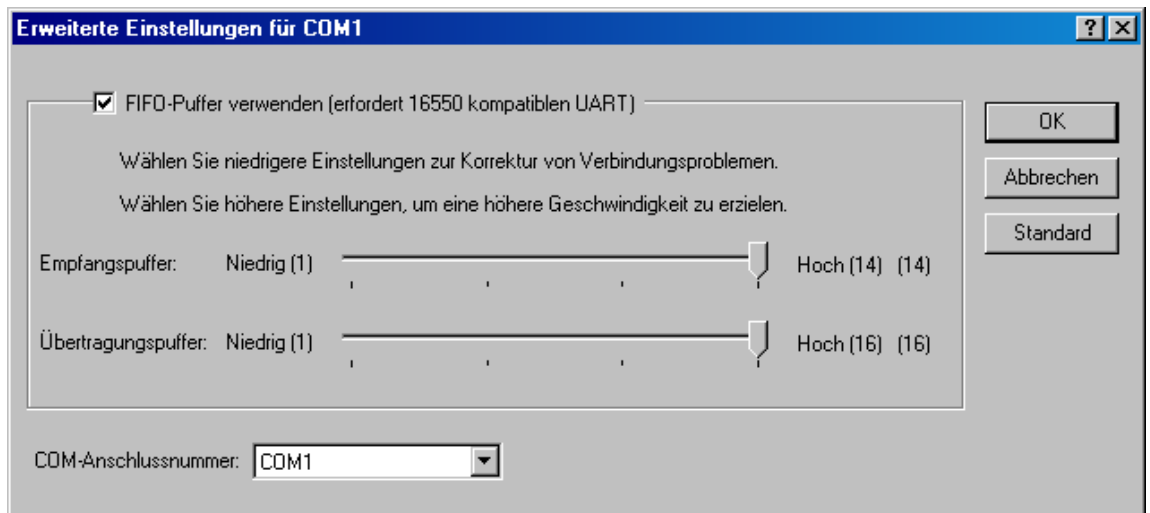 Erweiterte Einstellungen für COM1
FIFO-Puffer verwenden (erfordert 16550 kompatiblen UART)
OK
Wählen Sie niedrigere Einstellungen zur Korrektur von Verbindungsproblemen.
Abbrechen
Wählen Sie höhere Einstellungen, um eine höhere Geschwindigkeit zu erzielen.
Standard
Empfangspuffer: Niedrig (1) Hoch (14) (14)
Übertragungspuffer: Niedrig (1) Hoch (16) (16)
COM-Anschlussnummer: COM1